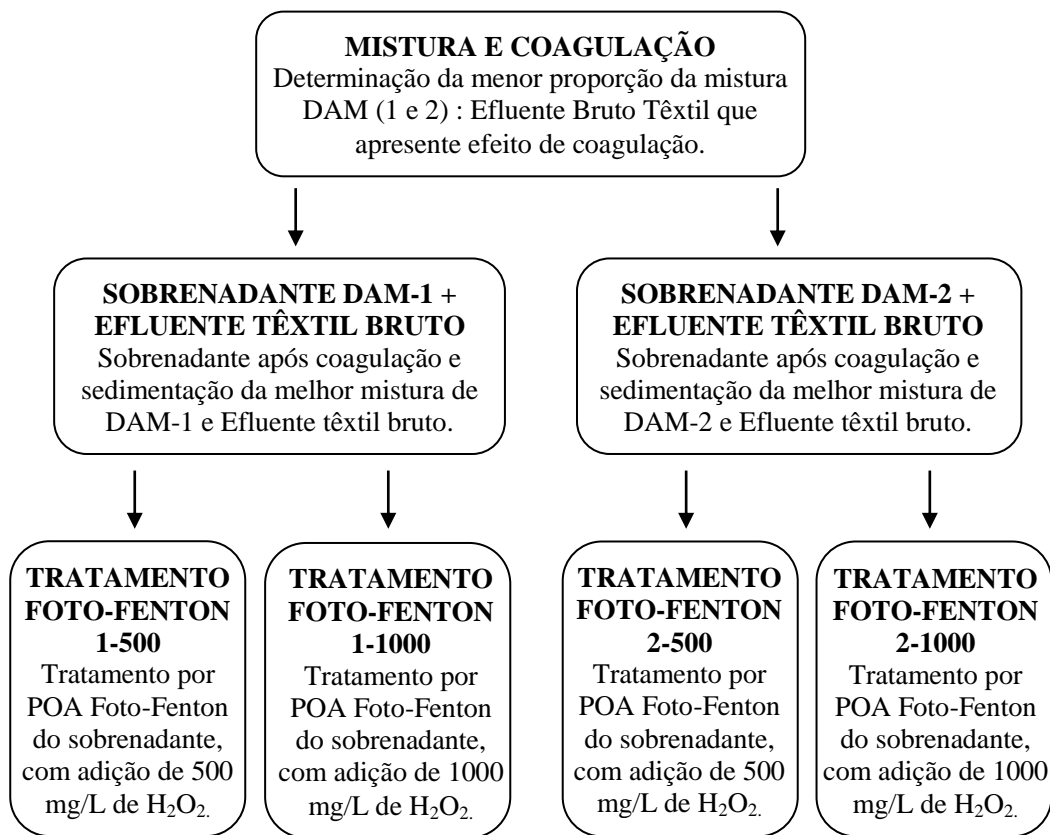 MISTURA E COAGULAÇÃO
Determinação da menor proporção da mistura
DAM (1 e 2) : Efluente Bruto Têxtil que
apresente efeito de coagulação.
SOBRENADANTE DAM-1 +
EFLUENTE TÊXTIL BRUTO
Sobrenadante após coagulação e
sedimentação da melhor mistura de
DAM-1 e Efluente têxtil bruto.
SOBRENADANTE DAM-2 +
EFLUENTE TÊXTIL BRUTO
Sobrenadante após coagulação e
sedimentação da melhor mistura de
DAM-2 e Efluente têxtil bruto.
TRATAMENTO
FOTO-FENTON
1-500
Tratamento por
POA Foto-Fenton
do sobrenadante,
com adição de 500
mg/L de H₂O₂.
TRATAMENTO
FOTO-FENTON
1-1000
Tratamento por
POA Foto-Fenton
do sobrenadante,
com adição de 1000
mg/L de H₂O₂.
TRATAMENTO
FOTO-FENTON
2-500
Tratamento por
POA Foto-Fenton
do sobrenadante,
com adição de 500
mg/L de H₂O₂.
TRATAMENTO
FOTO-FENTON
2-1000
Tratamento por
POA Foto-Fenton
do sobrenadante,
com adição de 1000
mg/L de H₂O₂.